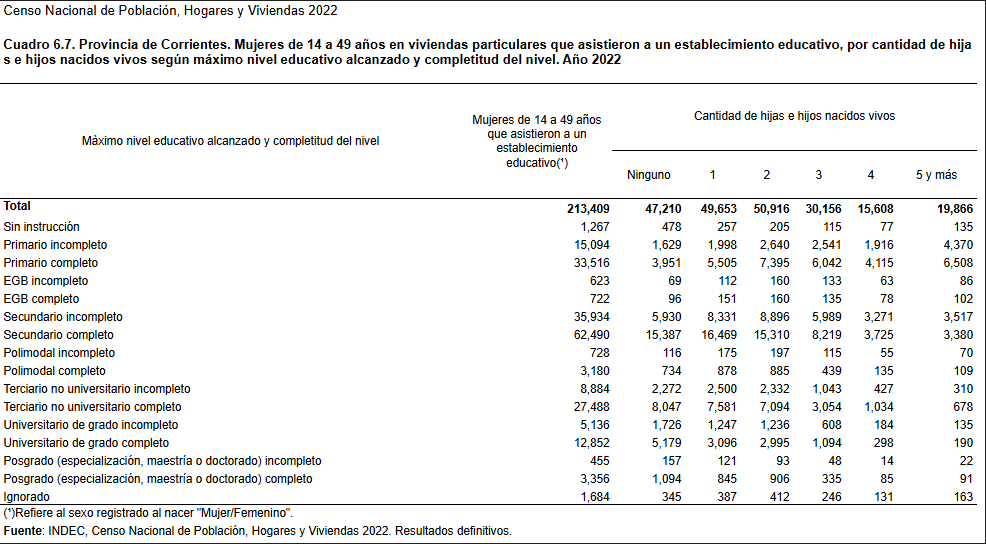 Censo Nacional de Población, Hogares y Viviendas 2022
Cuadro 6.7. Provincia de Corrientes. Mujeres de 14 a 49 años en viviendas particulares que asistieron a un establecimiento educativo, por cantidad de hija
s e hijos nacidos vivos según máximo nivel educativo alcanzado y completitud del nivel. Año 2022
Máximo nivel educativo alcanzado y completitud del nivel
Mujeres de 14 a 49 años
que asistieron a un
establecimiento
educativo(¹)
Cantidad de hijas e hijos nacidos vivos
Ninguno 1 2 3 4 5 y más
Total 213,409 47,210 49,653 50,916 30,156 15,608 19,866
Sin instrucción 1,267 478 257 205 115 77 135
Primario incompleto 15,094 1,629 1,998 2,640 2,541 1,916 4,370
Primario completo 33,516 3,951 5,505 7,395 6,042 4,115 6,508
EGB incompleto 623 69 112 160 133 63 86
EGB completo 722 96 151 160 135 78 102
Secundario incompleto 35,934 5,930 8,331 8,896 5,989 3,271 3,517
Secundario completo 62,490 15,387 16,469 15,310 8,219 3,725 3,380
Polimodal incompleto 728 116 175 197 115 55 70
Polimodal completo 3,180 734 878 885 439 135 109
Terciario no universitario incompleto 8,884 2,272 2,500 2,332 1,043 427 310
Terciario no universitario completo 27,488 8,047 7,581 7,094 3,054 1,034 678
Universitario de grado incompleto 5,136 1,726 1,247 1,236 608 184 135
Universitario de grado completo 12,852 5,179 3,096 2,995 1,094 298 190
Posgrado (especialización, maestría o doctorado) incompleto 455 157 121 93 48 14 22
Posgrado (especialización, maestría o doctorado) completo 3,356 1,094 845 906 335 85 91
Ignorado 1,684 345 387 412 246 131 163
(¹)Refiere al sexo registrado al nacer "Mujer/Femenino".
Fuente: INDEC, Censo Nacional de Población, Hogares y Viviendas 2022. Resultados definitivos.